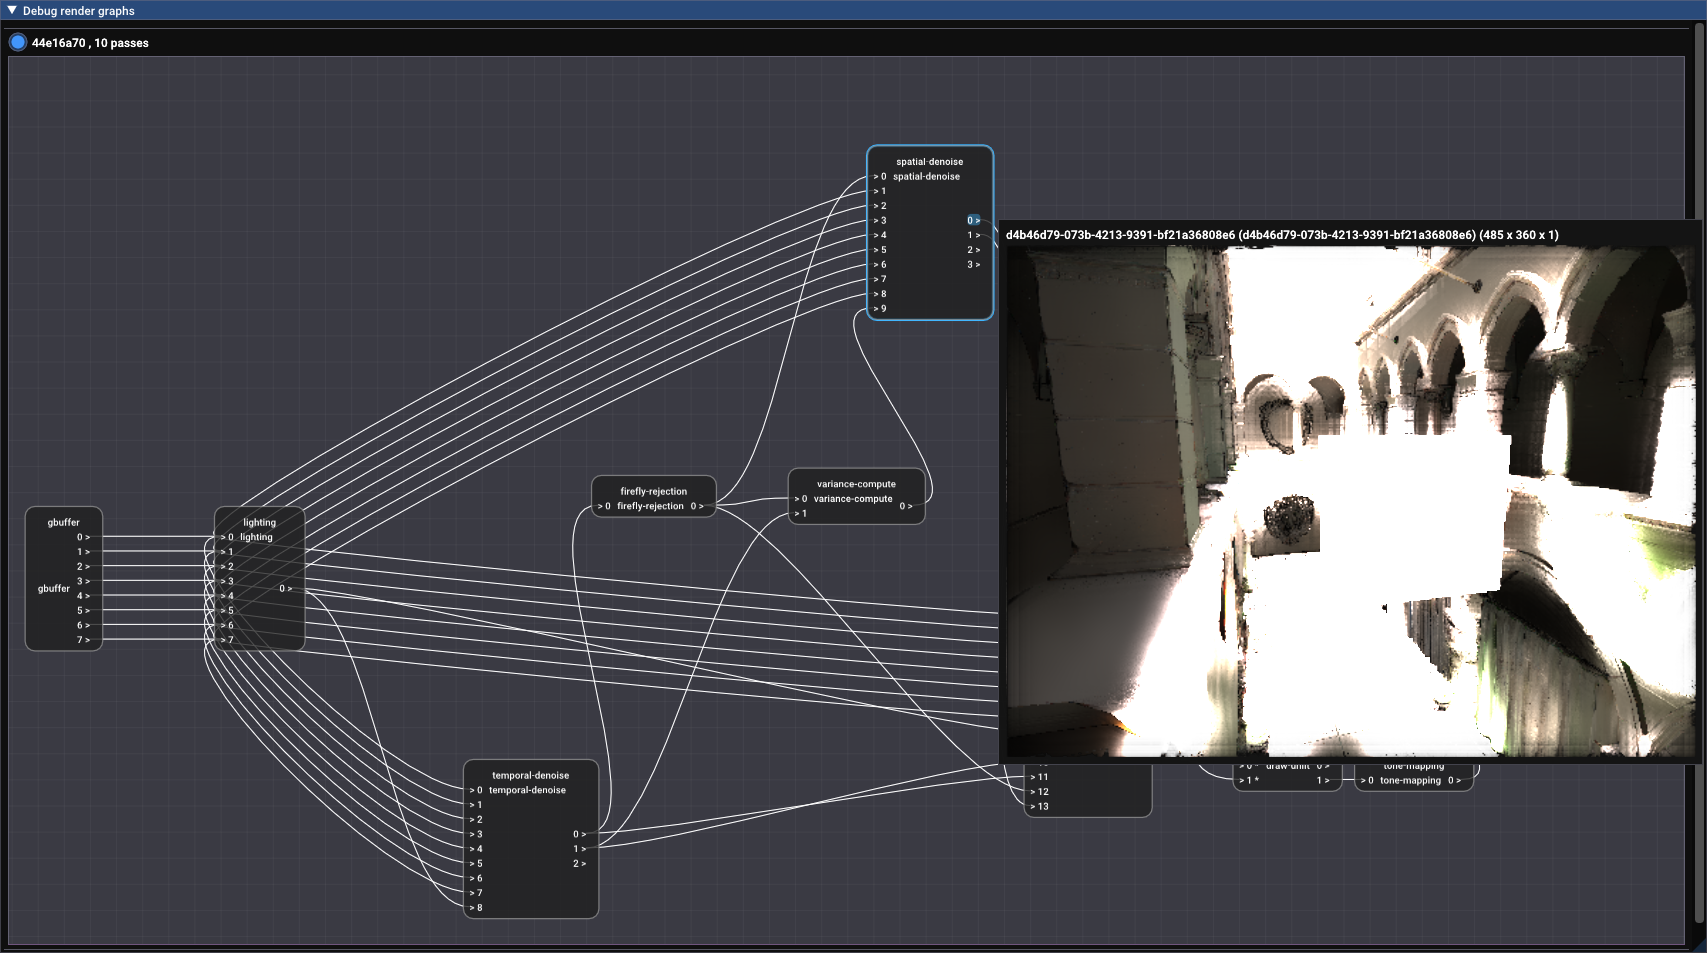 Debug render graphs
44e16a70 , 10 passes
spatial-denoise
> 0 spatial-denoise
> 1
> 2
> 3 0 >
> 4 1 >
> 5 2 >
> 6 3 >
> 7
> 8
> 9
d4b46d79-073b-4213-9391-bf21a36808e6 (d4b46d79-073b-4213-9391-bf21a36808e6) (485 x 360 x 1)
firefly-rejection
> 0 firefly-rejection 0 >
variance-compute
> 0 variance-compute
0 >
> 1
gbuffer
0 >
1 >
2 >
3 >
gbuffer 4 >
5 >
6 >
7 >
lighting
> 0 lighting
> 1
> 2
> 3
0 >
> 4
> 5
> 6
> 7
temporal-denoise
> 0 temporal-denoise
> 1
> 2
> 3 0 >
> 4 1 >
> 5 2 >
> 6
> 7
> 8
> 11
> 12
> 13
> 1 * 1 >
tone-mapping
> 0 tone-mapping 0 >